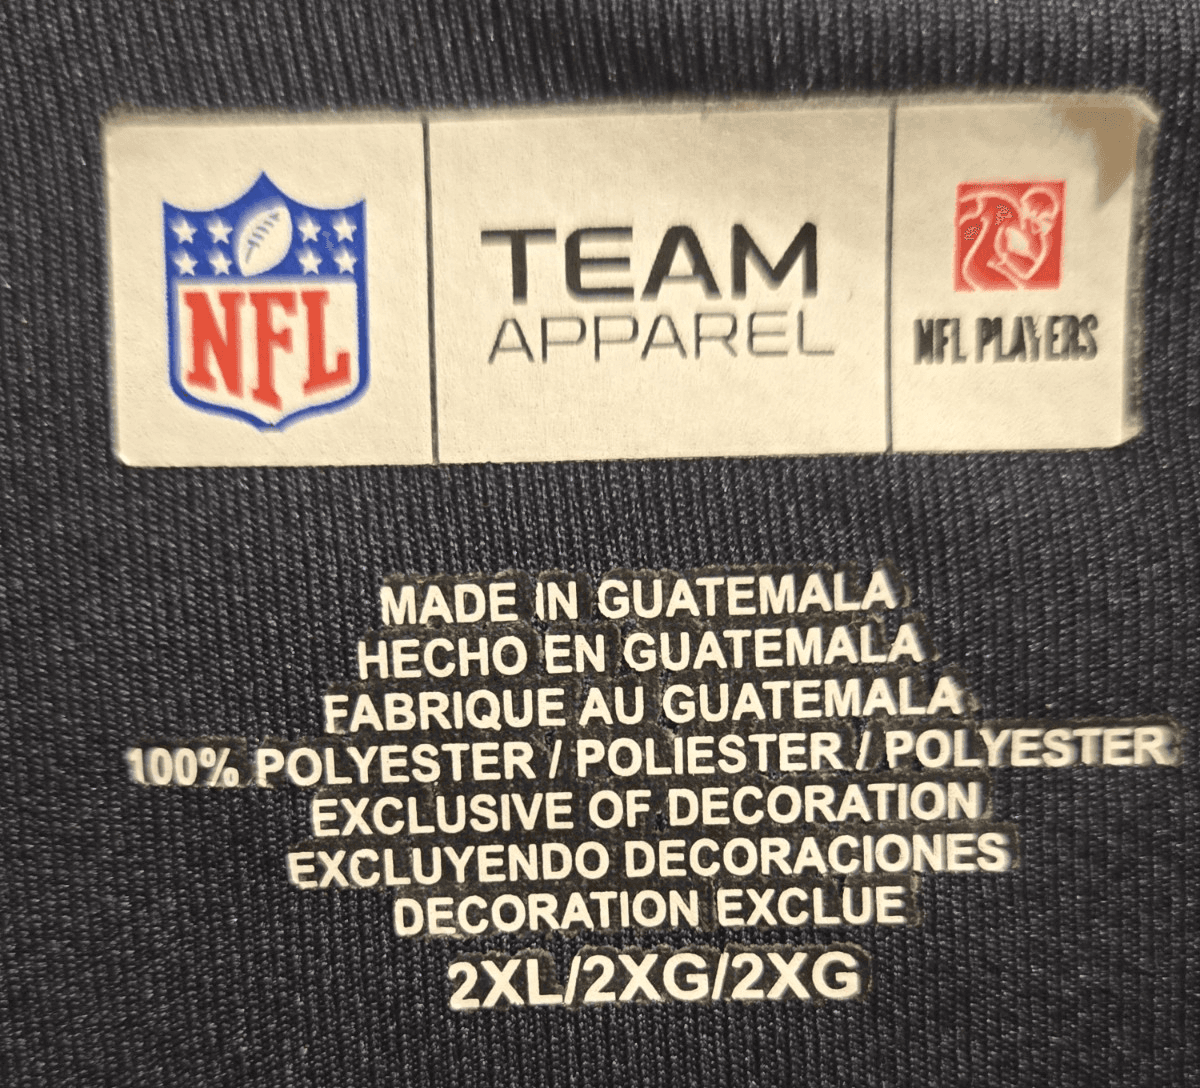 NFL
TEAM
APPAREL
NFL PLAYERS
MADE IN GUATEMALA
HECHO EN GUATEMALA
FABRIQUE AU GUATEMALA
100% POLYESTER / POLIESTER / POLYESTER
EXCLUSIVE OF DECORATION
EXCLUYENDO DECORACIONES
DECORATION EXCLUE
2XL/2XG/2XG